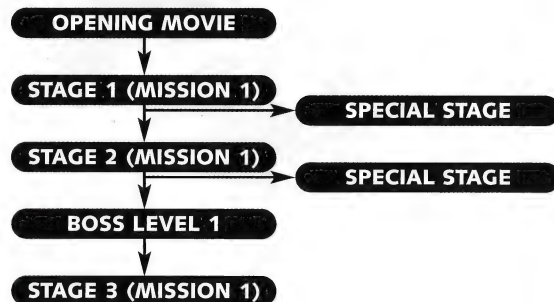 OPENING MOVIE
STAGE 1 (MISSION 1)
SPECIAL STAGE
STAGE 2 (MISSION 1)
SPECIAL STAGE
BOSS LEVEL 1
STAGE 3 (MISSION 1)